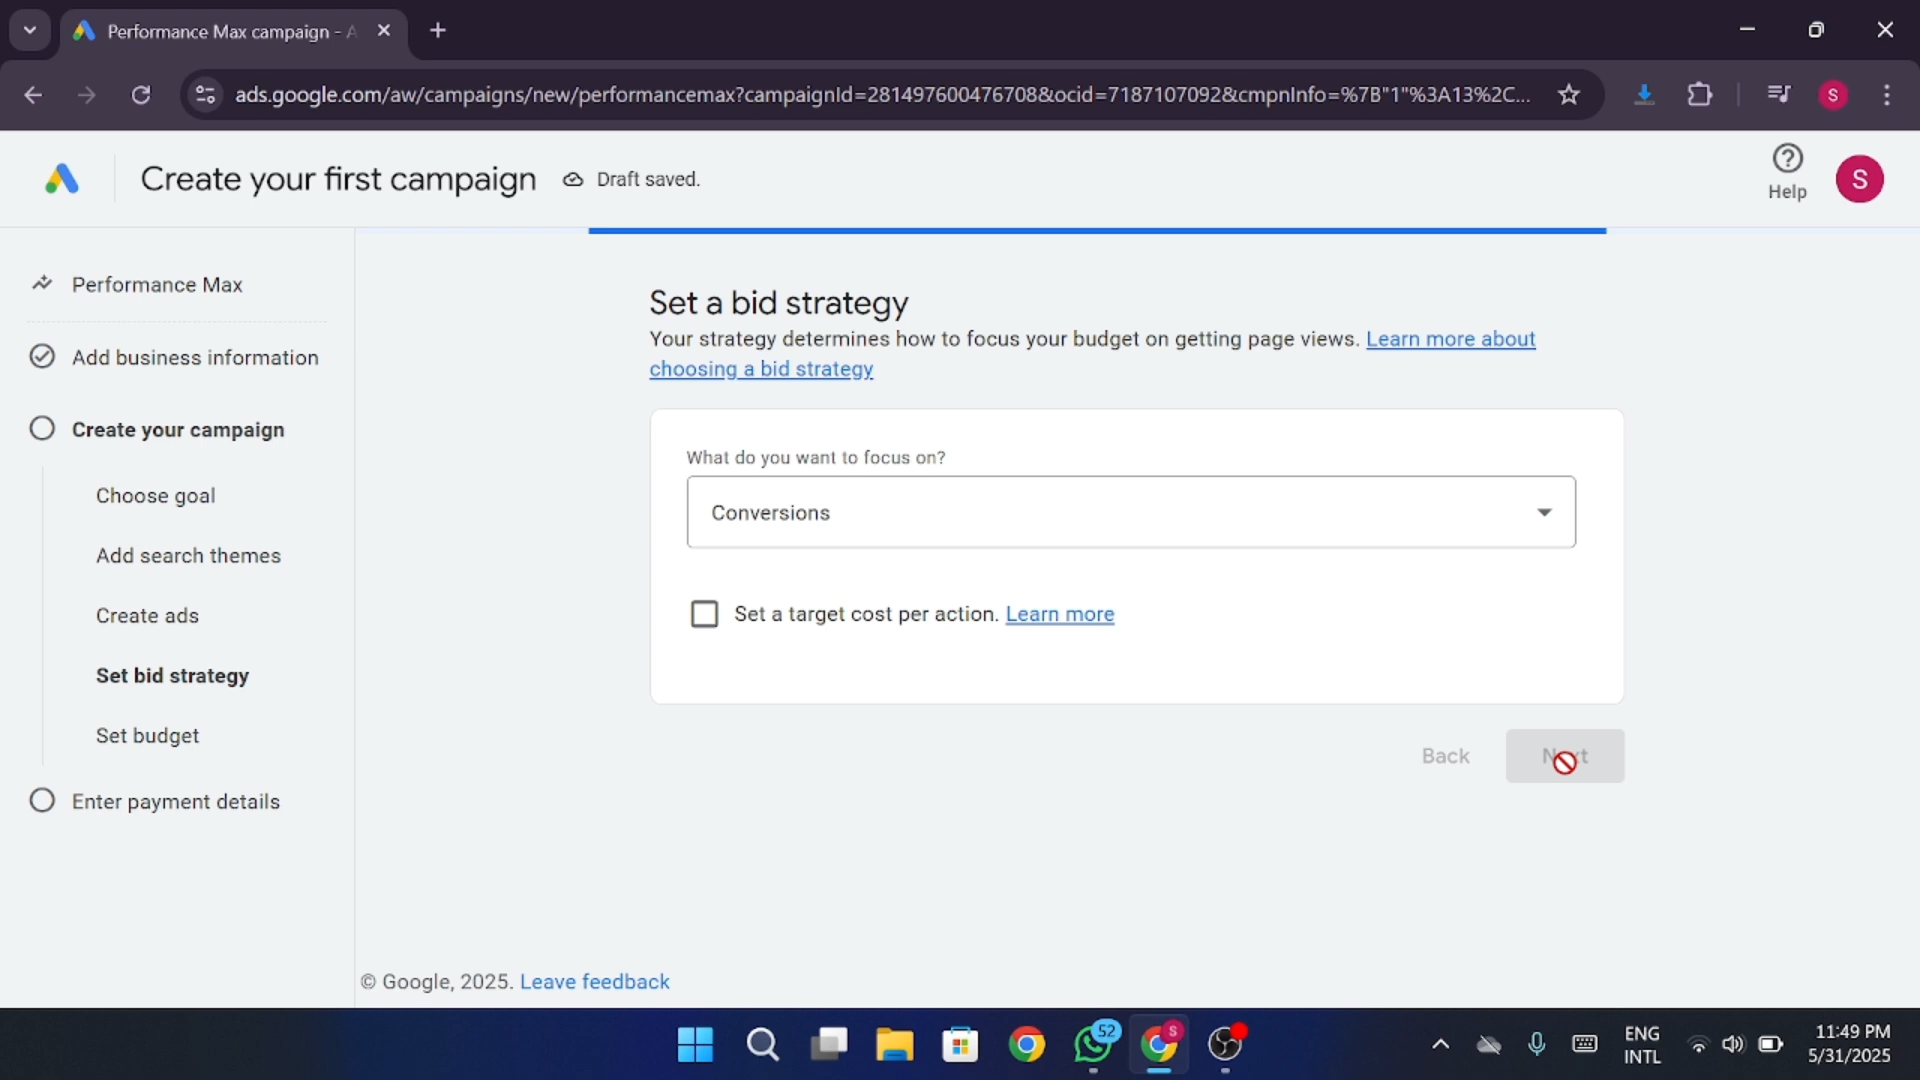 Performance Max campaign - A
ads.google.com/aw/campaigns/new/performancemax?campaignId=281497600476708&ocid=7187107092&cmpnInfo=%7B"1"%3A13%2C...
S
Create your first campaign
Draft saved.
Help
S
Performance Max
Add business information
Create your campaign
Choose goal
Add search themes
Create ads
Set bid strategy
Set budget
Enter payment details
Set a bid strategy
Your strategy determines how to focus your budget on getting page views. Learn more about
choosing a bid strategy
What do you want to focus on?
Conversions
Set a target cost per action. Learn more
Back
Next
© Google, 2025. Leave feedback
52
S
ENG
INTL
11:49 PM
5/31/2025